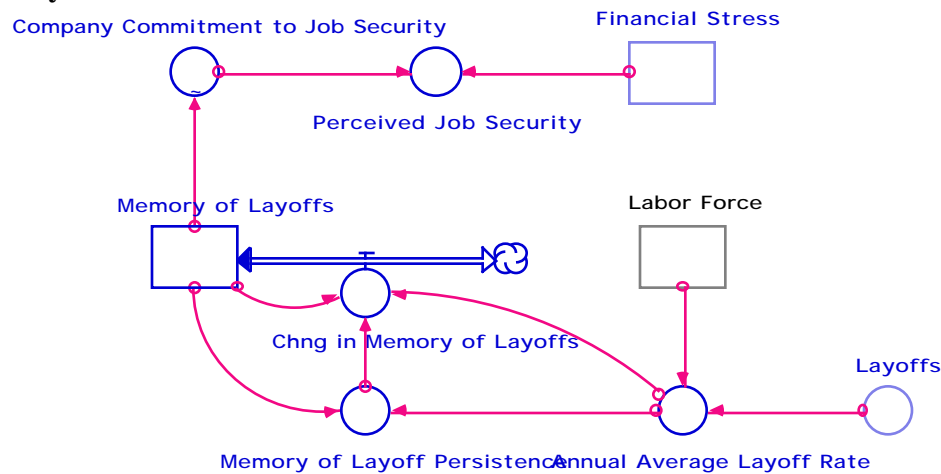 Financial Stress
Company Commitment to Job Security
~
Perceived Job Security
Memory of Layoffs
Labor Force
Chng in Memory of Layoffs
Layoffs
Memory of Layoff Persistence
Annual Average Layoff Rate